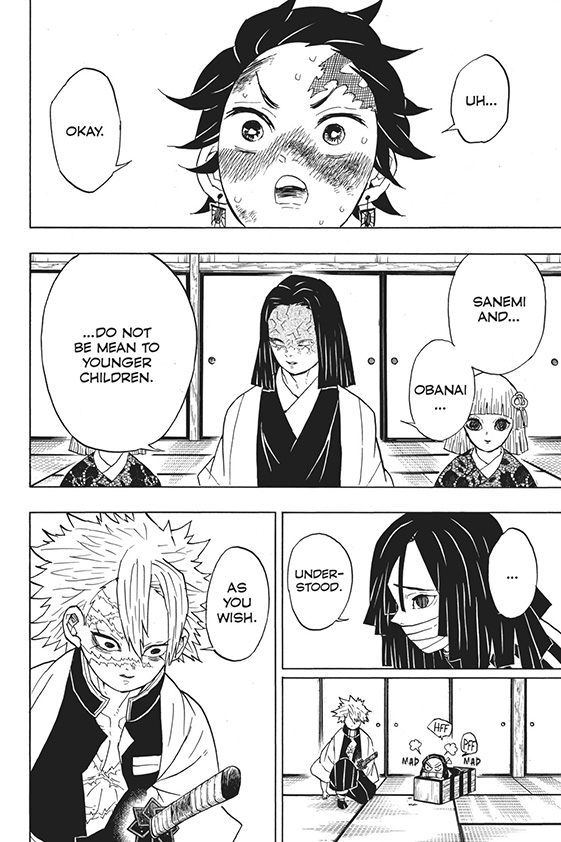 UH...
OKAY.
SANEMI
AND...
OBANAI
...
...DO NOT
BE MEAN TO
YOUNGER
CHILDREN.
...
UNDER-
STOOD.
AS
YOU
WISH.
HFF
PFF
MAD
MAD